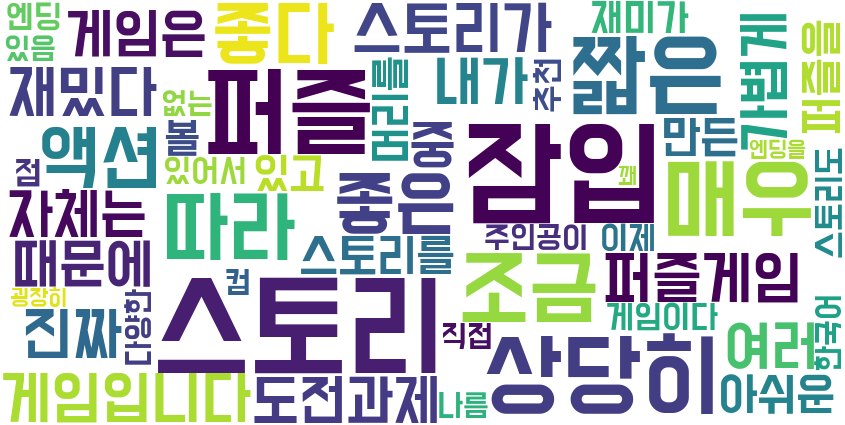 엔딩
있음
게임은
좋다
스토리가
재미가
짧은
가볍게
퍼즐을
재밌다
없는
퍼즐
머리를
내가
추천
액션
볼
중
잠입
만든
매우
엔딩을
점
있어서
있고
꽤
스토리도
자체는
따라
좋은
주인공이
이제
때문에
스토리를
컴
조금
퍼즐게임
굉장히
진짜
다양한
스토리
직접
상당히
게임이다
여러
한국어
게임입니다
도전과제
나름
아쉬운